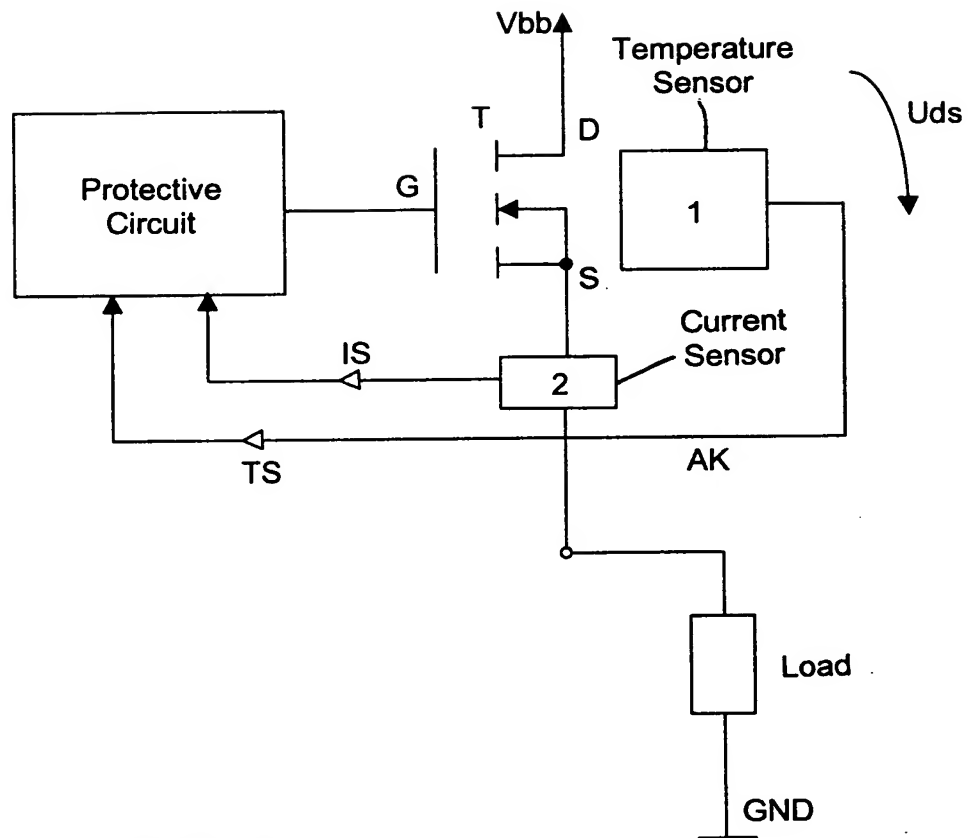 Vbb
Temperature
Sensor
Uds
T
D
Protective
Circuit
G
1
S
Current
Sensor
IS
2
TS
AK
Load
GND